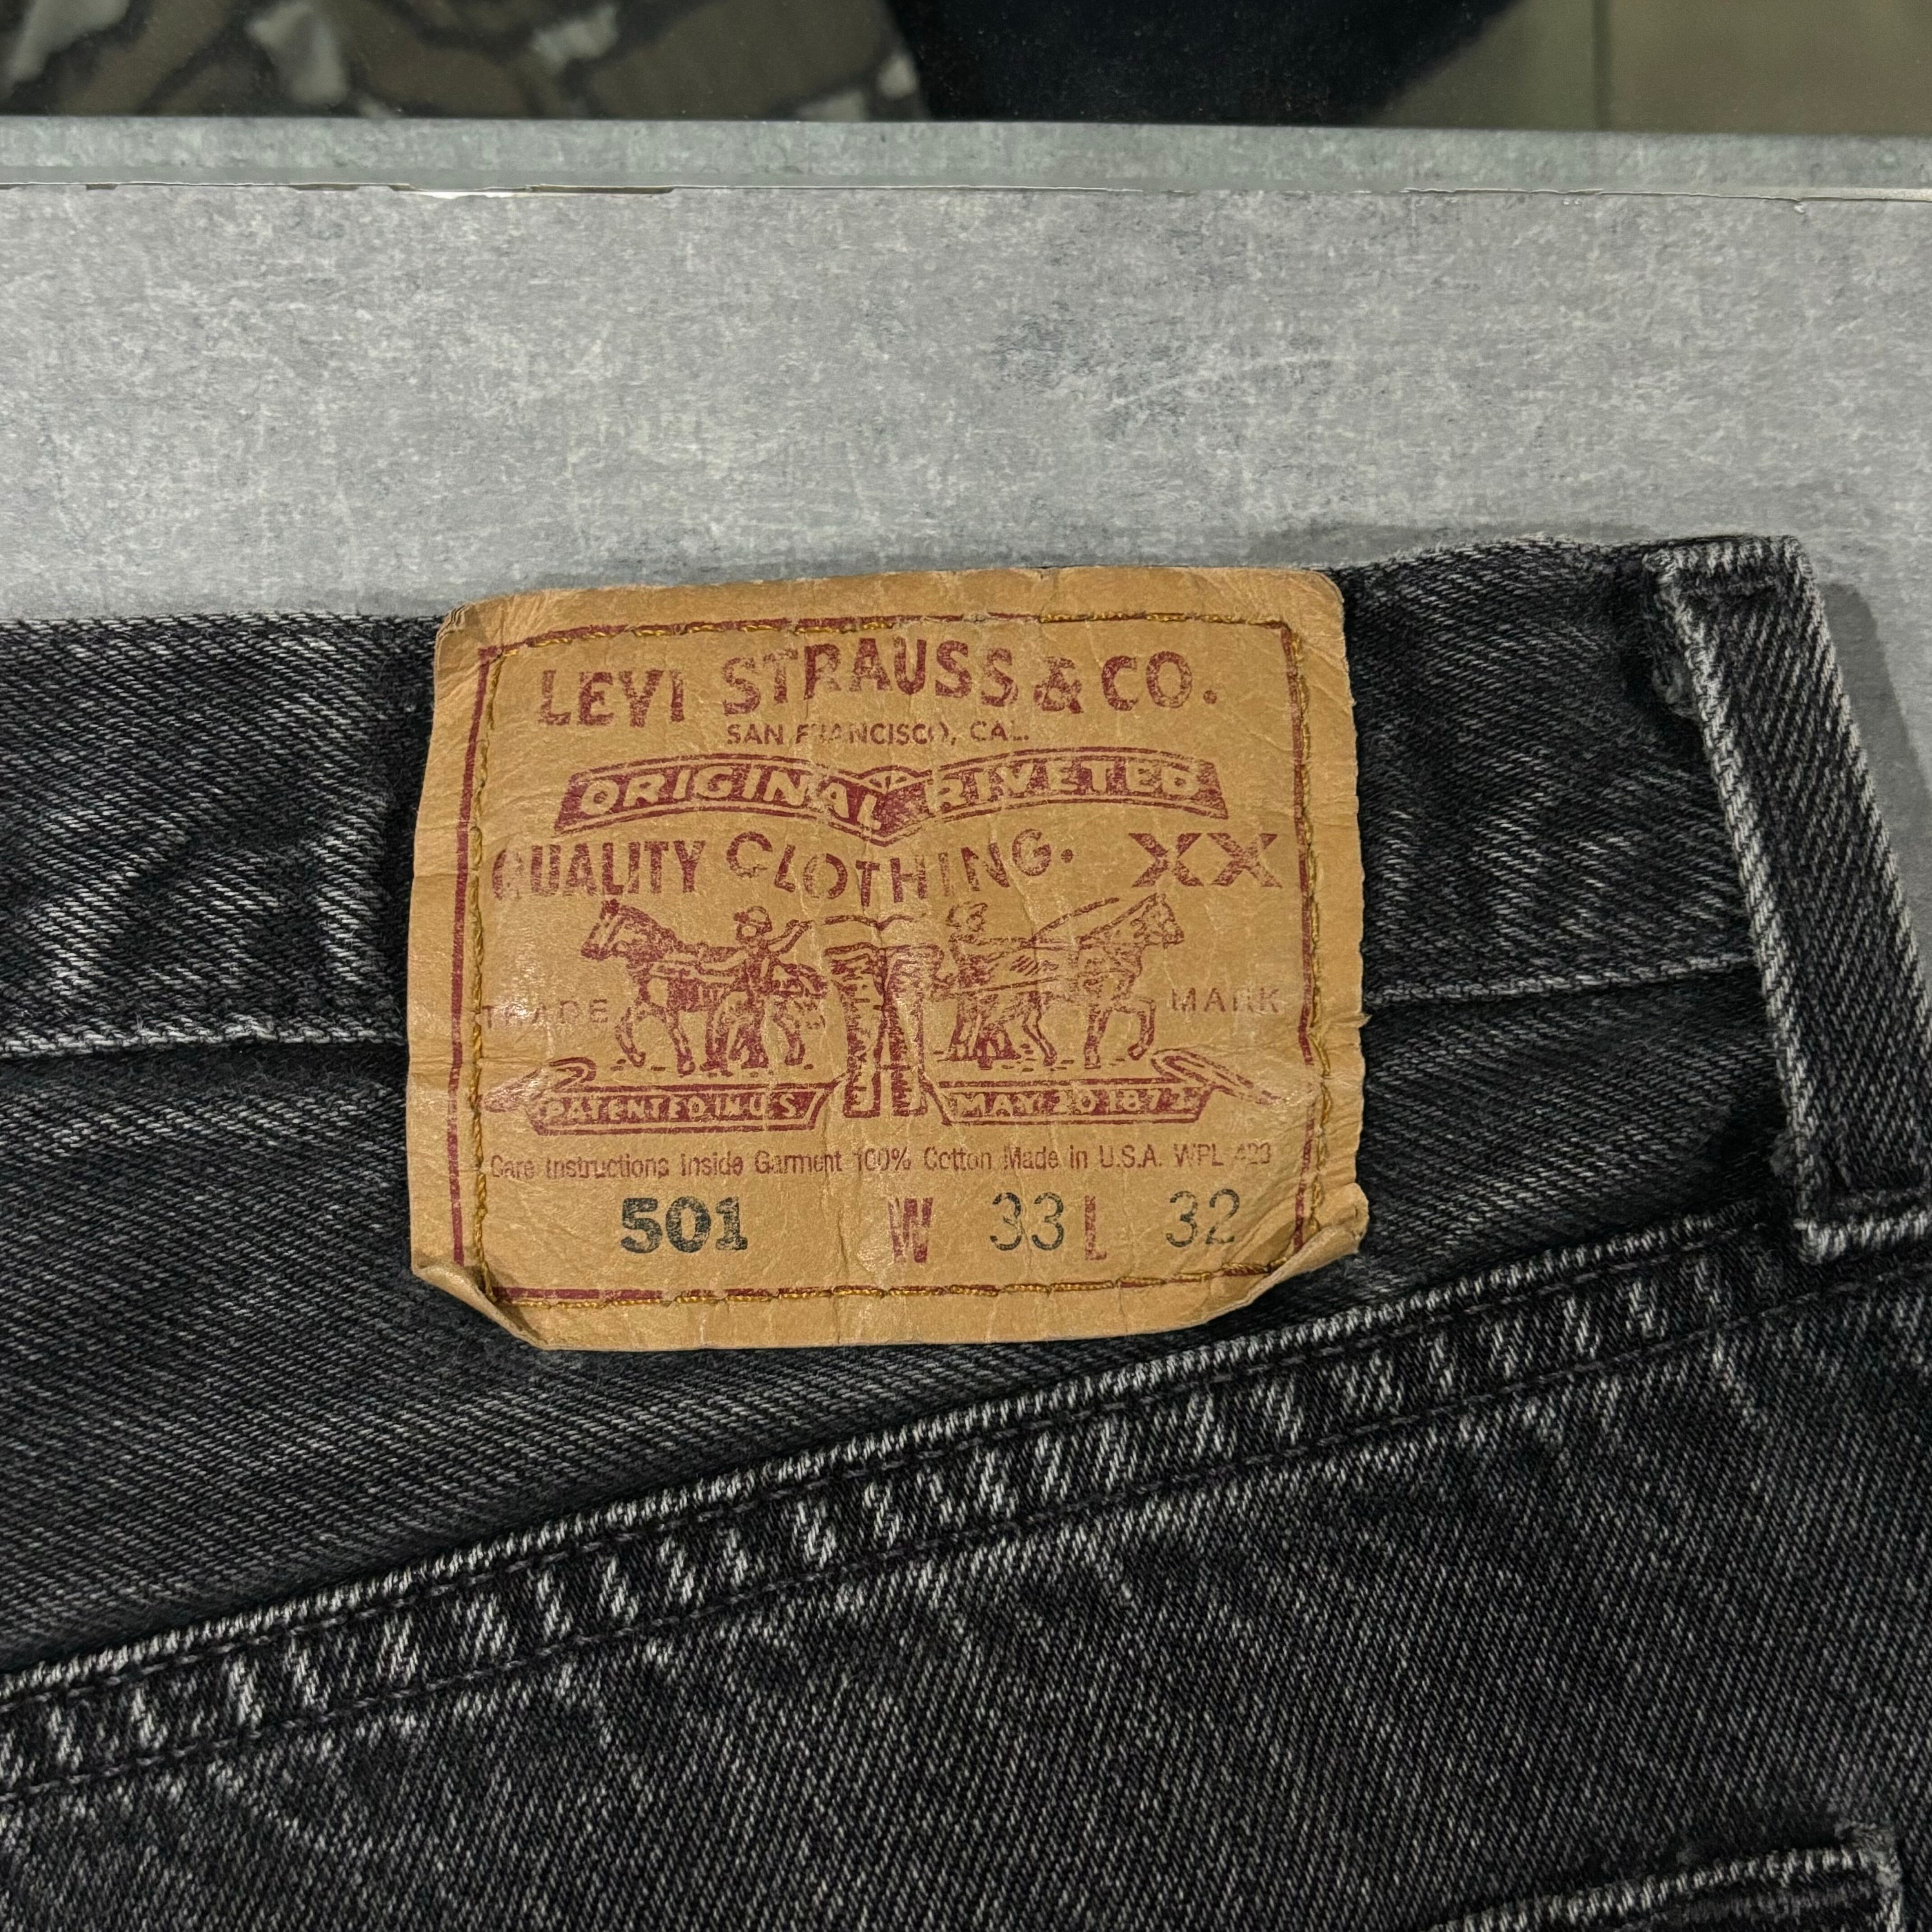 LEVI STRAUSS & CO.
SAN FRANCISCO, CAL.
ORIGINAL RIVETED
QUALITY CLOTHING. XX
TRADE MARK
PATENTED IN U.S. MAY 20 1873
Care Instructions Inside Garment 100% Cotton Made in U.S.A. WPL 423
501 W 33 L 32